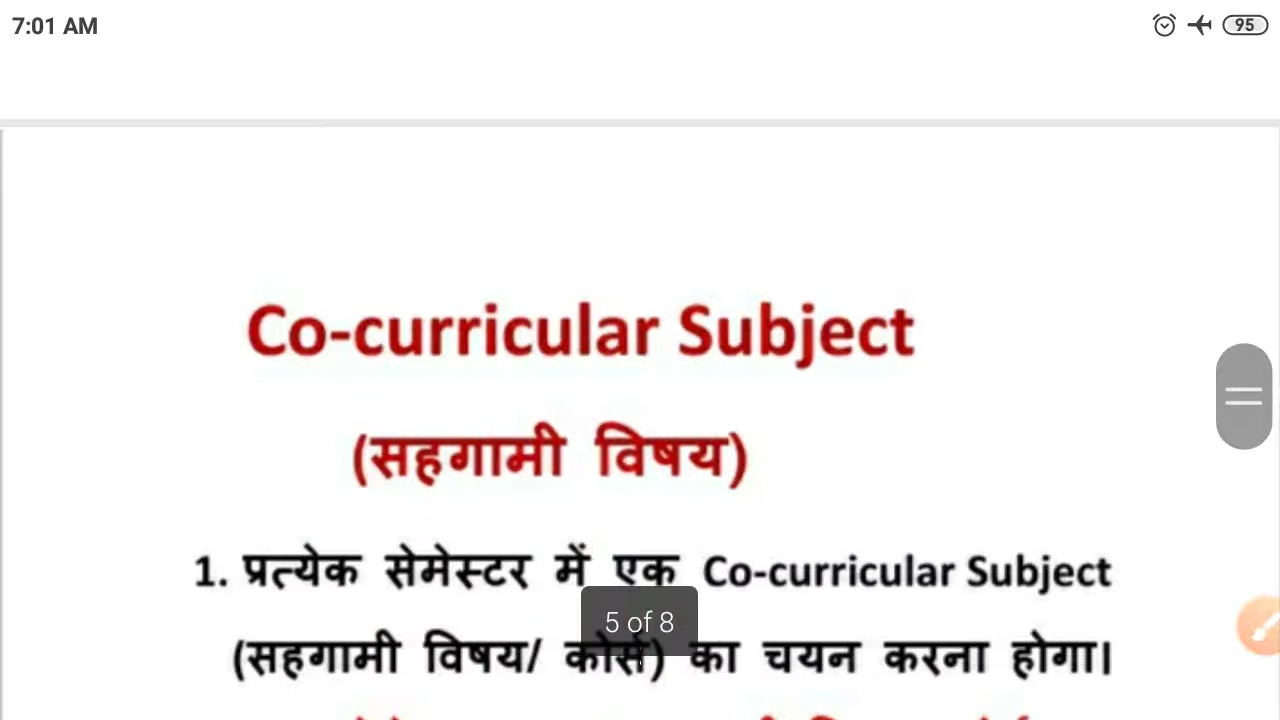 7:01 AM
95
Co-curricular Subject
(सहगामी विषय)
1. प्रत्येक सेमेस्टर में एक Co-curricular Subject
5 of 8
(सहगामी विषय/ कोर्स) का चयन करना होगा।